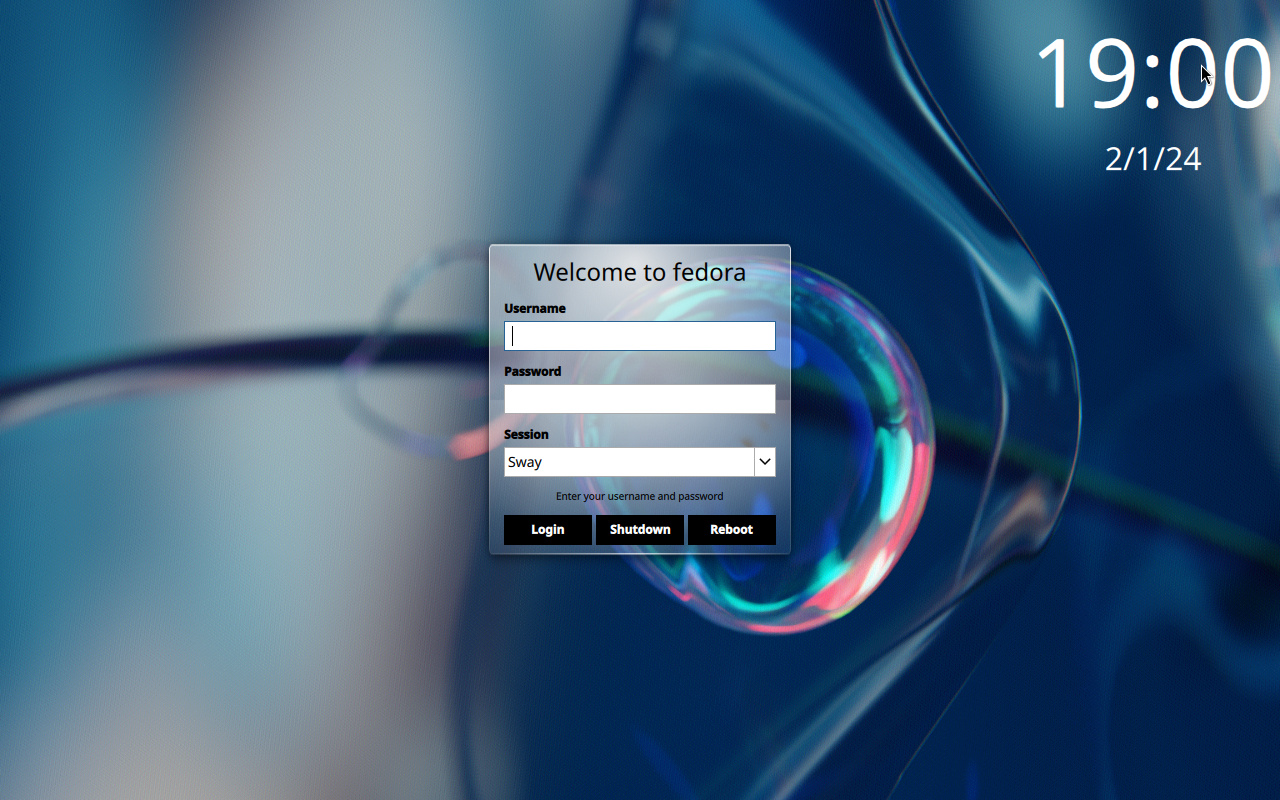 19:00
2/1/24
Welcome to fedora
Username
Password
Session
Sway
Enter your username and password
Login Shutdown Reboot